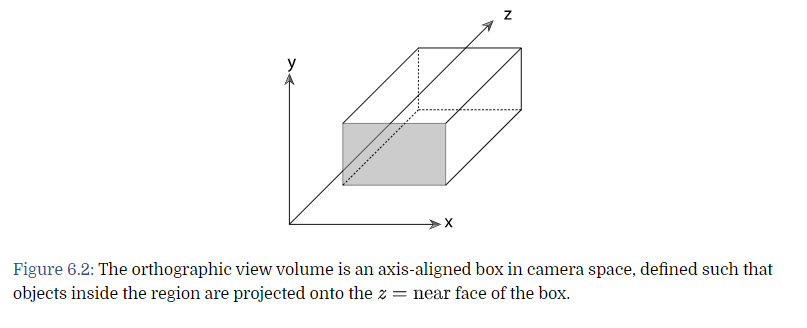 z
y
x
Figure 6.2: The orthographic view volume is an axis-aligned box in camera space, defined such that
objects inside the region are projected onto the z = near face of the box.